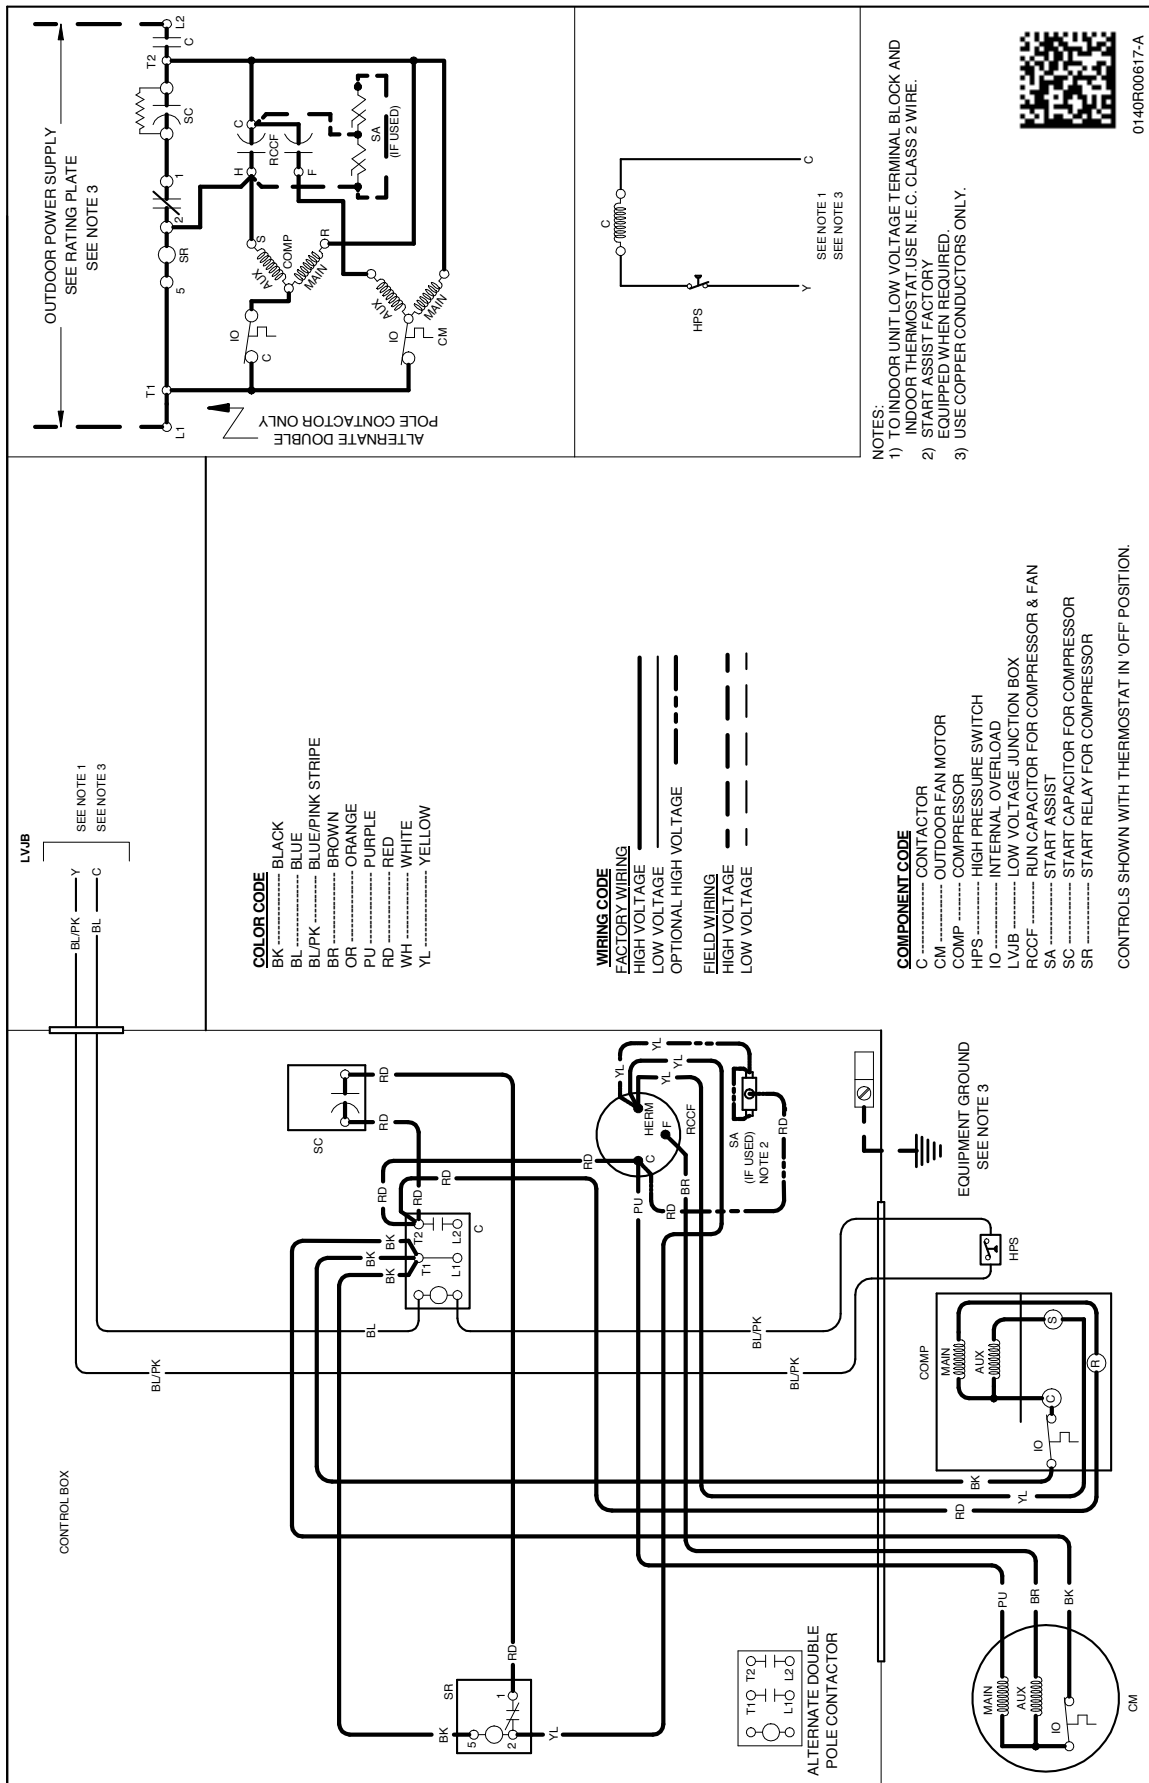 CONTROL BOX
LVJB
BL/PK
Y
BL
C
SEE NOTE 1
SEE NOTE 3
BL/PK
BL
BL/PK
BL/PK
SC
RD
RD
RD
RD
RD
RD
RD
BK
BK
BK
T2
L2
T1
L1
C
SR
BK
5
1
2
RD
YL
HERM
F
C
RCCF
YL
YL
YL
YL
PU
BR
RD
RD
SA
(IF USED)
NOTE 2
ALTERNATE DOUBLE
POLE CONTACTOR
T1
T2
L1
L2
EQUIPMENT GROUND
SEE NOTE 3
HPS
COMP
MAIN
AUX
S
C
R
IO
BK
YL
RD
PU
BR
BK
MAIN
AUX
IO
CM
COLOR CODE
BK ---------- BLACK
BL ---------- BLUE
BL/PK ---------- BLUE/PINK STRIPE
BR ---------- BROWN
OR ---------- ORANGE
PU ---------- PURPLE
RD ---------- RED
WH ---------- WHITE
YL ---------- YELLOW
WIRING CODE
FACTORY WIRING
HIGH VOLTAGE
LOW VOLTAGE
OPTIONAL HIGH VOLTAGE
FIELD WIRING
HIGH VOLTAGE
LOW VOLTAGE
COMPONENT CODE
C ---------- CONTACTOR
CM ---------- OUTDOOR FAN MOTOR
COMP ---------- COMPRESSOR
HPS ---------- HIGH PRESSURE SWITCH
IO ---------- INTERNAL OVERLOAD
LVJB ---------- LOW VOLTAGE JUNCTION BOX
RCCF ---------- RUN CAPACITOR FOR COMPRESSOR & FAN
SA ---------- START ASSIST
SC ---------- START CAPACITOR FOR COMPRESSOR
SR ---------- START RELAY FOR COMPRESSOR
CONTROLS SHOWN WITH THERMOSTAT IN 'OFF' POSITION.
OUTDOOR POWER SUPPLY
SEE RATING PLATE
SEE NOTE 3
L1
T1
5
SR
2
1
SC
T2
C
L2
ALTERNATE DOUBLE
POLE CONTACTOR ONLY
C
IO
AUX
S
COMP
MAIN
R
H
C
RCCF
F
SA
(IF USED)
IO
CM
AUX
MAIN
HPS
C
Y
C
SEE NOTE 1
SEE NOTE 3
NOTES:
1) TO INDOOR UNIT LOW VOLTAGE TERMINAL BLOCK AND
INDOOR THERMOSTAT.USE N.E.C. CLASS 2 WIRE.
2) START ASSIST FACTORY
EQUIPPED WHEN REQUIRED.
3) USE COPPER CONDUCTORS ONLY.
0140R00617-A